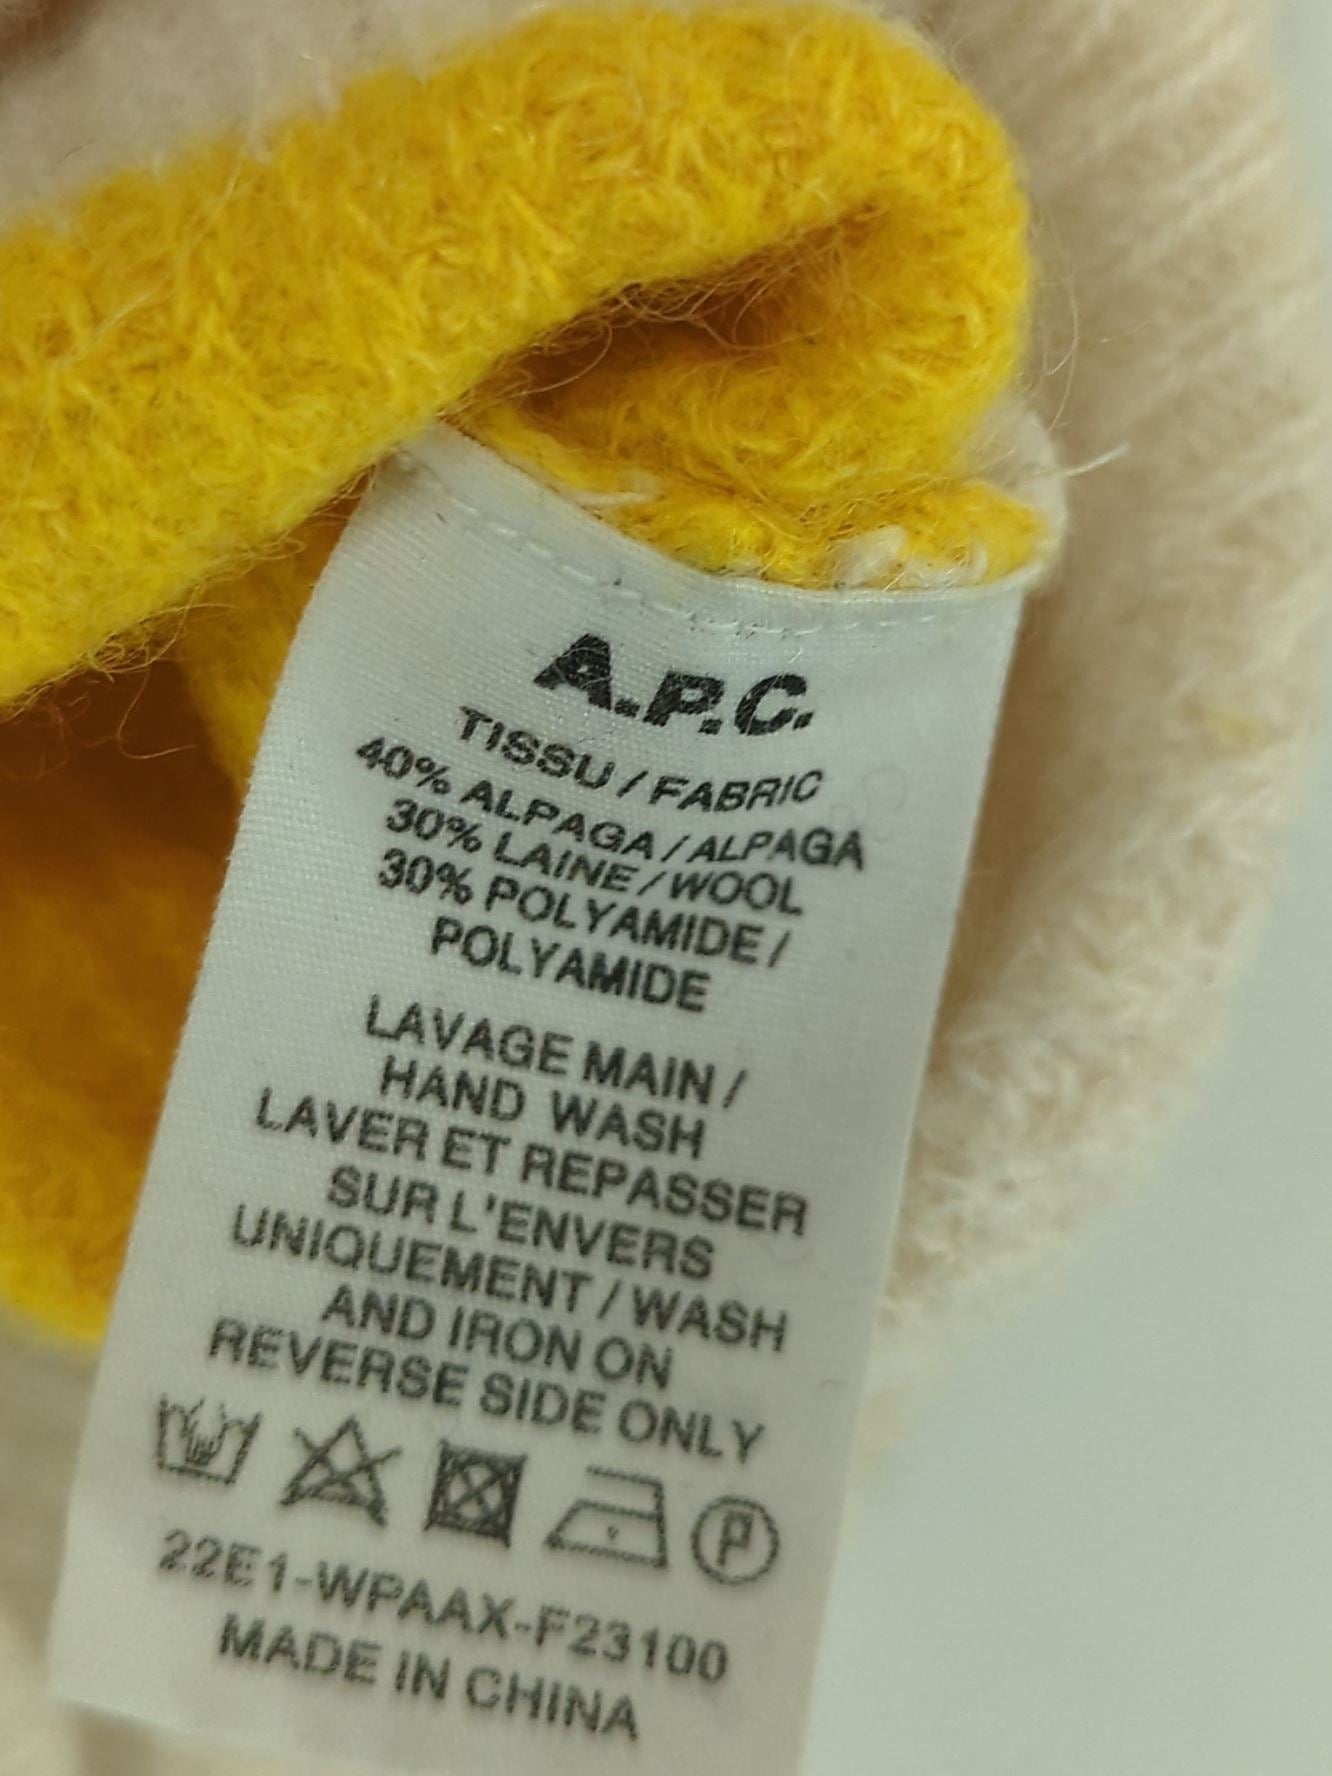 A.P.C.
TISSU / FABRIC
40% ALPAGA / ALPAGA
30% LAINE / WOOL
30% POLYAMIDE /
POLYAMIDE
LAVAGE MAIN /
HAND WASH
LAVER ET REPASSER
SUR L'ENVERS
UNIQUEMENT / WASH
AND IRON ON
REVERSE SIDE ONLY
P
22E1-WPAAX-F23100
MADE IN CHINA